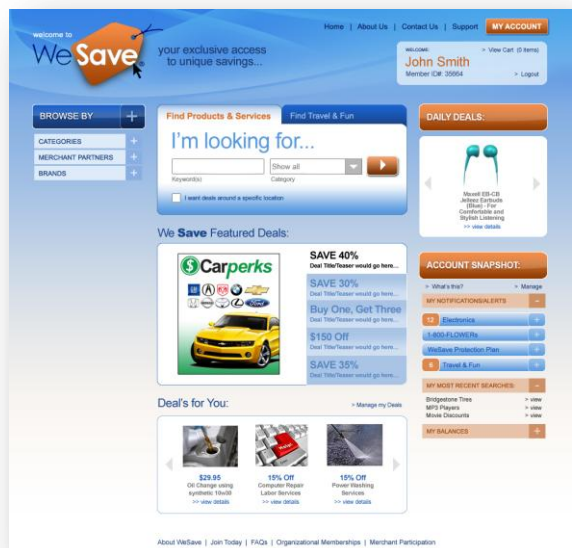 Home | About Us | Contact Us | Support MY ACCOUNT
welcome to
WeSave
your exclusive access
to unique savings...
WELCOME: > View Cart (5 Items)
John Smith
Member ID#: 35664 > Logout
BROWSE BY +
CATEGORIES +
MERCHANT PARTNERS +
BRANDS +
Find Products & Services Find Travel & Fun
I'm looking for...
Show all
Keyword(s) Category
I want deals around a specific location
DAILY DEALS:
Maxell EB-CB
Jelleez Earbuds
(Blue) - For
Comfortable and
Stylish Listening
>> view details
We Save Featured Deals:
$Carperks
Ford
SAVE 40%
Deal Title/Teaser would go here...
SAVE 30%
Deal Title/Teaser would go here...
Buy One, Get Three
Deal Title/Teaser would go here...
$150 Off
Deal Title/Teaser would go here...
SAVE 35%
Deal Title/Teaser would go here...
ACCOUNT SNAPSHOT:
> What's this? > Manage
MY NOTIFICATIONS/ALERTS -
12 Electronics +
1-800-FLOWERs +
WeSave Protection Plan +
6 Travel & Fun +
MY MOST RECENT SEARCHES: -
Bridgestone Tires > view
MP3 Players > view
Movie Discounts > view
MY BALANCES +
Deal's for You: > Manage my Deals
$29.95
Oil Change using
synthetic 10w30
>> view details
Help!
15% Off
Computer Repair
Labor Services
>> view details
15% Off
Power Washing
Services
>> view details
About WeSave | Join Today | FAQs | Organizational Memberships | Merchant Participation